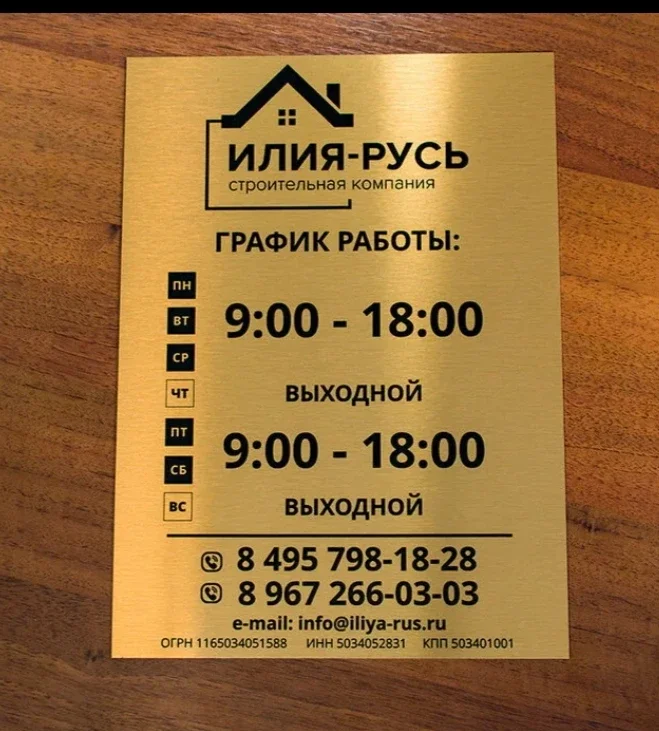 ИЛИЯ-РУСЬ
строительная компания
ГРАФИК РАБОТЫ:
ПН
ВТ
9:00 - 18:00
СР
ЧТ
ВЫХОДНОЙ
ПТ
9:00 - 18:00
СБ
ВС
ВЫХОДНОЙ
8 495 798-18-28
8 967 266-03-03
e-mail: info@iliya-rus.ru
ОГРН 1165034051588 ИНН 5034052831 КПП 503401001